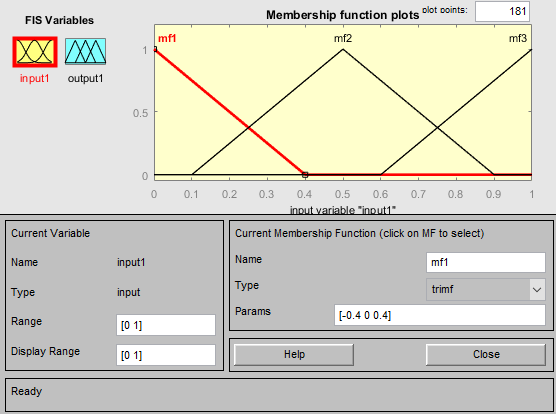 FIS Variables
input1 output1
Membership function plots plot points: 181
mf1 mf2 mf3
1
0.5
0
0 0.1 0.2 0.3 0.4 0.5 0.6 0.7 0.8 0.9 1
input variable "input1"
Current Variable
Name input1
Type input
Range [0 1]
Display Range [0 1]
Current Membership Function (click on MF to select)
Name mf1
Type trimf
Params [-0.4 0 0.4]
Help Close
Ready